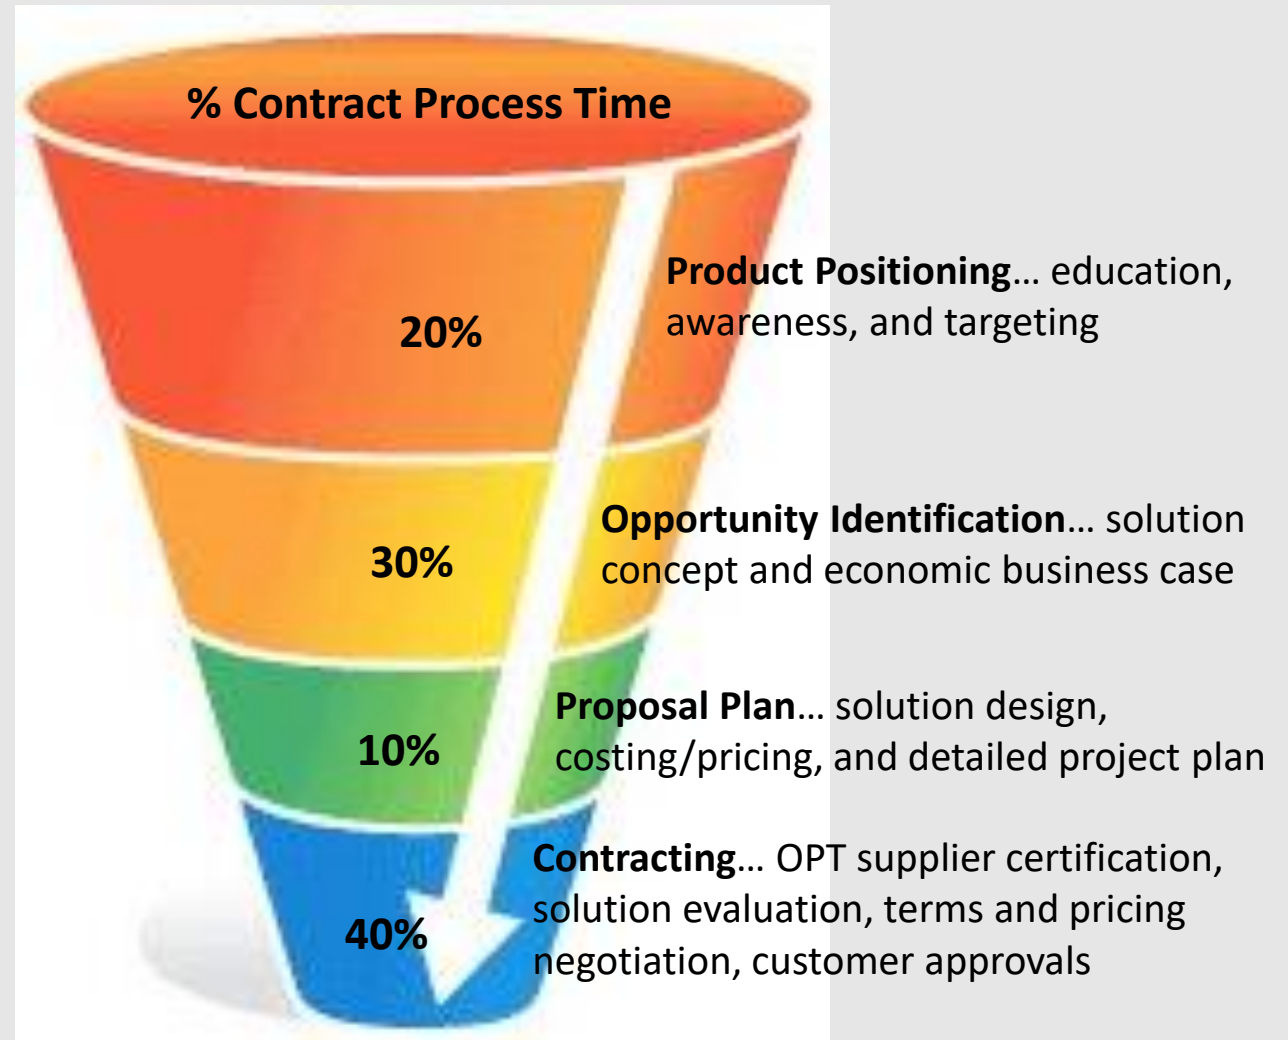 % Contract Process Time
20%
Product Positioning... education,
awareness, and targeting
30%
Opportunity Identification... solution
concept and economic business case
10%
Proposal Plan... solution design,
costing/pricing, and detailed project plan
40%
Contracting... OPT supplier certification,
solution evaluation, terms and pricing
negotiation, customer approvals